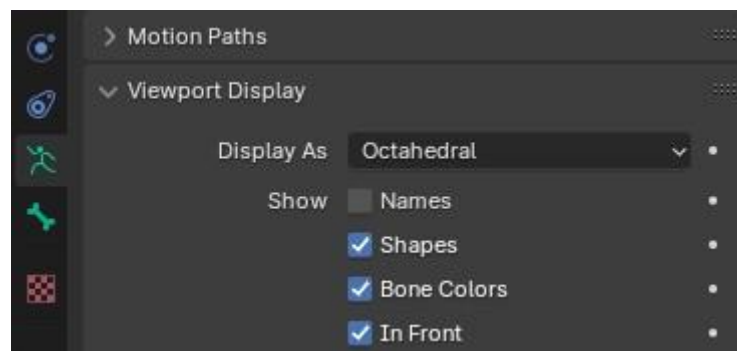 Motion Paths
Viewport Display
Display As Octahedral
Show Names
Shapes
Bone Colors
In Front